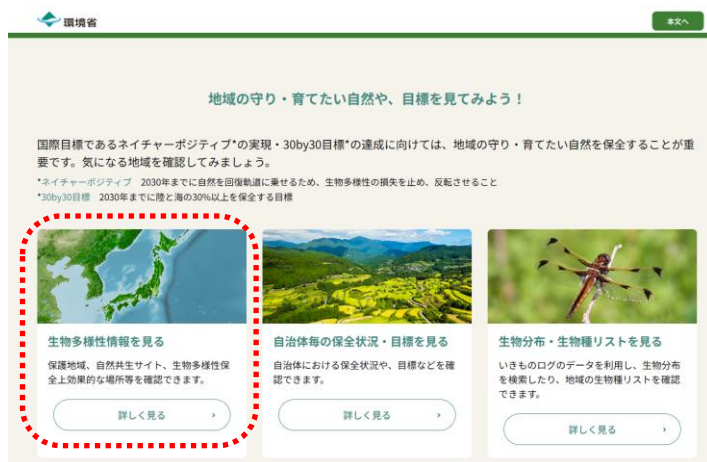 環境省
本文へ
地域の守り・育てたい自然や、目標を見てみよう！
国際目標であるネイチャーポジティブ*の実現・30by30目標*の達成に向けては、地域の守り・育てたい自然を保全することが重
要です。気になる地域を確認してみましょう。
*ネイチャーポジティブ 2030年までに自然を回復軌道に乗せるため、生物多様性の損失を止め、反転させること
*30by30目標 2030年までに陸と海の30%以上を保全する目標
生物多様性情報を見る
保護地域、自然共生サイト、生物多様性保
全上効果的な場所等を確認できます。
詳しく見る ›
自治体毎の保全状況・目標を見る
自治体における保全状況や、目標などを確
認できます。
詳しく見る ›
生物分布・生物種リストを見る
いきものログのデータを利用し、生物分布
を検索したり、地域の生物種リストを確認
できます。
詳しく見る ›